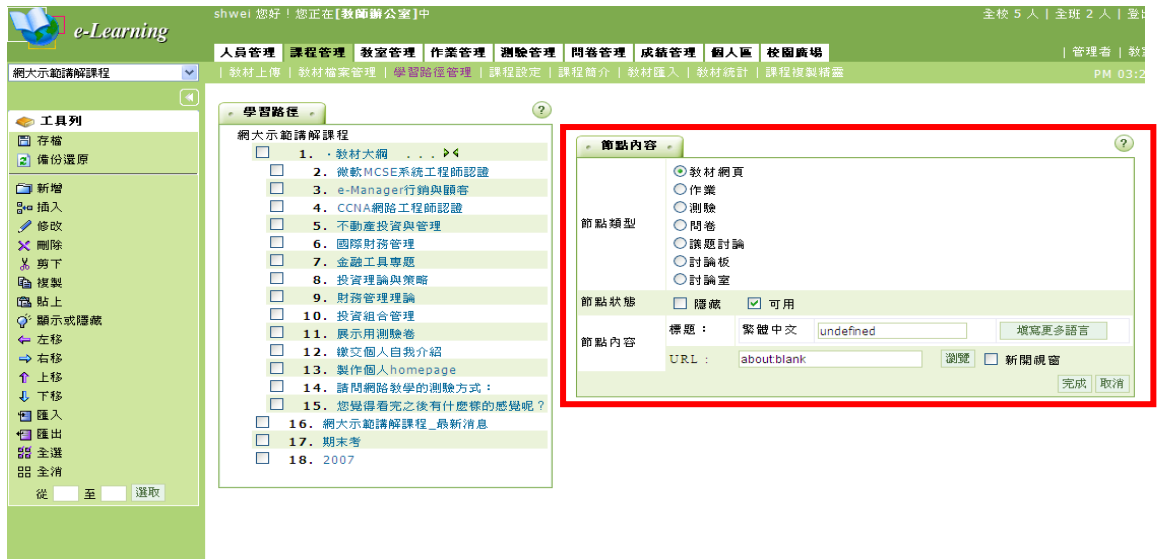 shwei 您好！您正在[教師辦公室]中
全校 5 人 | 全班 2 人 | 登出
e-Learning
人員管理 課程管理 教室管理 作業管理 測驗管理 問卷管理 成績管理 個人區 校園廣場
| 管理者 |
網大示範講解課程
| 教材上傳 | 教材檔案管理 | 學習路徑管理 | 課程設定 | 課程簡介 | 教材匯入 | 教材統計 | 課程複製精靈
PM 03:2
工具列
存檔
備份還原
新增
插入
修改
刪除
剪下
複製
貼上
顯示或隱藏
左移
右移
上移
下移
匯入
匯出
全選
全消
從 至 選取
學習路徑
網大示範講解課程
1. ‧教材大綱 ...
2. 微軟MCSE系統工程師認證
3. e-Manager行銷與顧客
4. CCNA網路工程師認證
5. 不動產投資與管理
6. 國際財務管理
7. 金融工具專題
8. 投資理論與策略
9. 財務管理理論
10. 投資組合管理
11. 展示用測驗卷
12. 繳交個人自我介紹
13. 製作個人homepage
14. 請問網路教學的測驗方式：
15. 您覺得看完之後有什麼樣的感覺呢？
16. 網大示範講解課程_最新消息
17. 期末考
18. 2007
節點內容
節點類型
教材網頁
作業
測驗
問卷
議題討論
討論板
討論室
節點狀態 隱藏 可用
節點內容
標題： 繁體中文 undefined 填寫更多語言
URL： about:blank 瀏覽 新開視窗
完成 取消